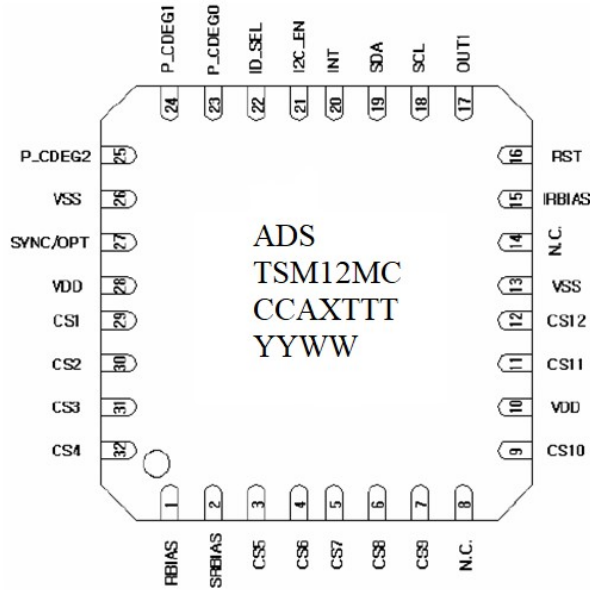 P_CDEG1 P_CDEG0 ID_SEL I2C_EN INT SDA SCL OUT1
24 23 22 21 20 19 18 17
P_CDEG2 25 16 RST
VSS 26 15 IRBIAS
SYNC/OPT 27 14 N.C.
VDD 28 13 VSS
CS1 29 12 CS12
CS2 30 11 CS11
CS3 31 10 VDD
CS4 32 9 CS10
ADS
TSM12MC
CCAXTTT
YYWW
1 2 3 4 5 6 7 8
RBIAS SRBIAS CS5 CS6 CS7 CS8 CS9 N.C.